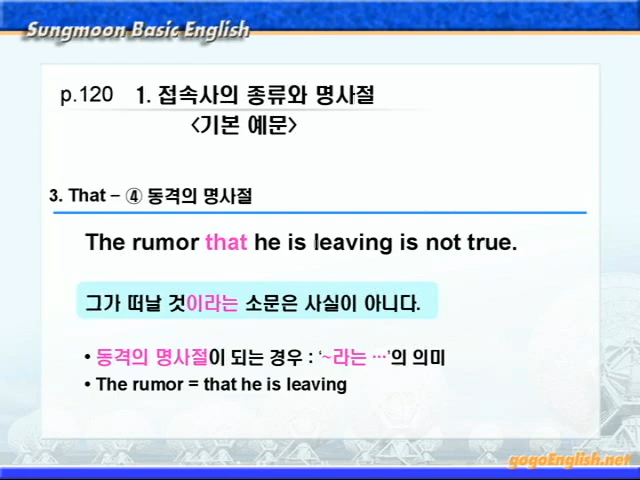 Sungmoon Basic English
p.120 1. 접속사의 종류와 명사절
<기본 예문>
3. That – ④ 동격의 명사절
The rumor that he is leaving is not true.
그가 떠날 것이라는 소문은 사실이 아니다.
• 동격의 명사절이 되는 경우 : ‘~라는 …’의 의미
• The rumor = that he is leaving
gogoEnglish.net